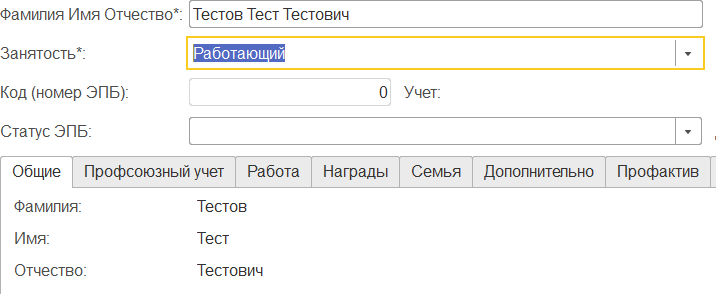 Фамилия Имя Отчество*: Тестов Тест Тестович
Занятость*: Работающий
Код (номер ЭПБ): 0 Учет:
Статус ЭПБ:
Общие Профсоюзный учет Работа Награды Семья Дополнительно Профактив
Фамилия: Тестов
Имя: Тест
Отчество: Тестович